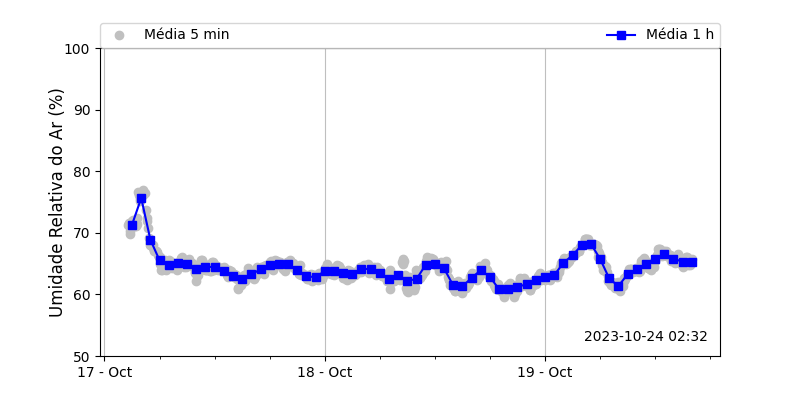 Média 5 min
Média 1 h
Umidade Relativa do Ar (%)
100
90
80
70
60
50
2023-10-24 02:32
17 - Oct
18 - Oct
19 - Oct